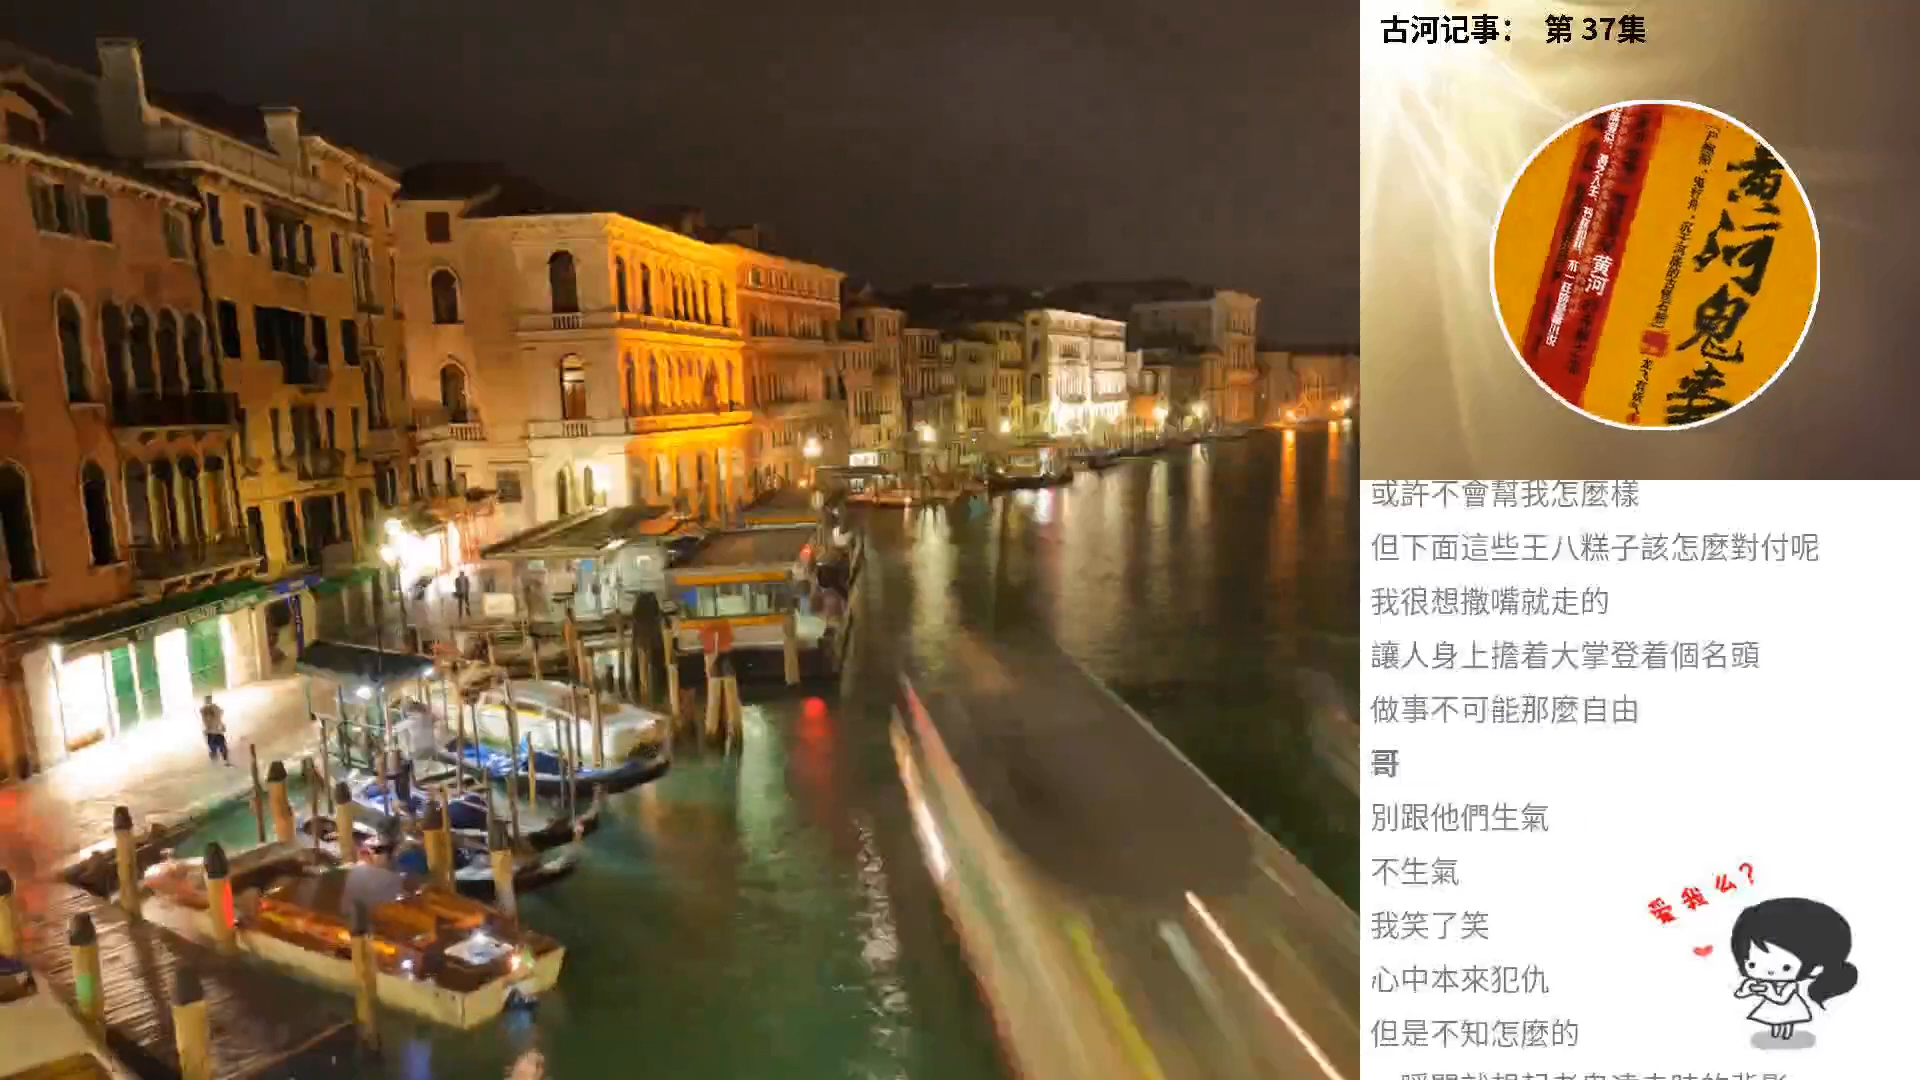 古河记事： 第 37集
黄河鬼事
黄河
或許不會幫我怎麼樣
但下面這些王八糕子該怎麼對付呢
我很想撒嘴就走的
讓人身上擔着大掌登着個名頭
做事不可能那麼自由
哥
別跟他們生氣
不生氣
我笑了笑
心中本來犯仇
但是不知怎麼的
爱我么？